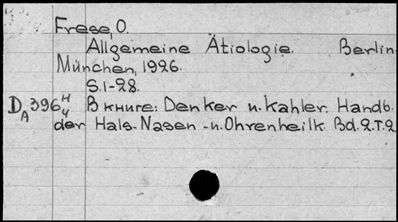 Frese, O.
Allgemeine Ätiologie. Berlin
München, 1926.
S.1-28.
D A 396 H/4 В книге: Denker u. Kahler. Handb.
der Hals-Nasen-u.Ohrenheilk Bd.2.T.2